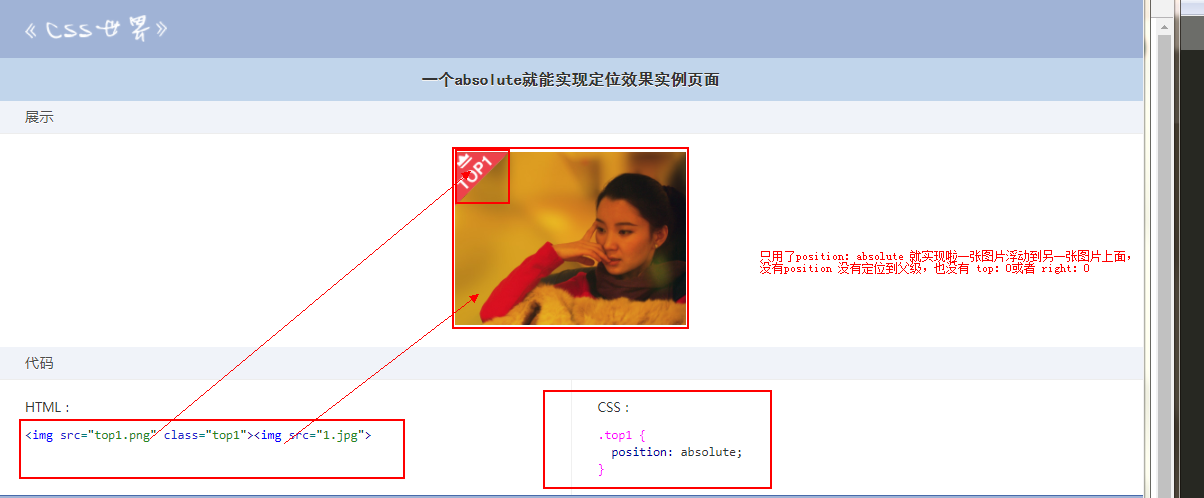 《css世界》
一个absolute就能实现定位效果实例页面
展示
TOP1
只用了position: absolute 就实现啦一张图片浮动到另一张图片上面，
没有position 没有定位到父级，也没有 top: 0或者 right: 0
代码
HTML：
<img src="top1.png" class="top1"><img src="1.jpg">
CSS：
.top1 {
position: absolute;
}